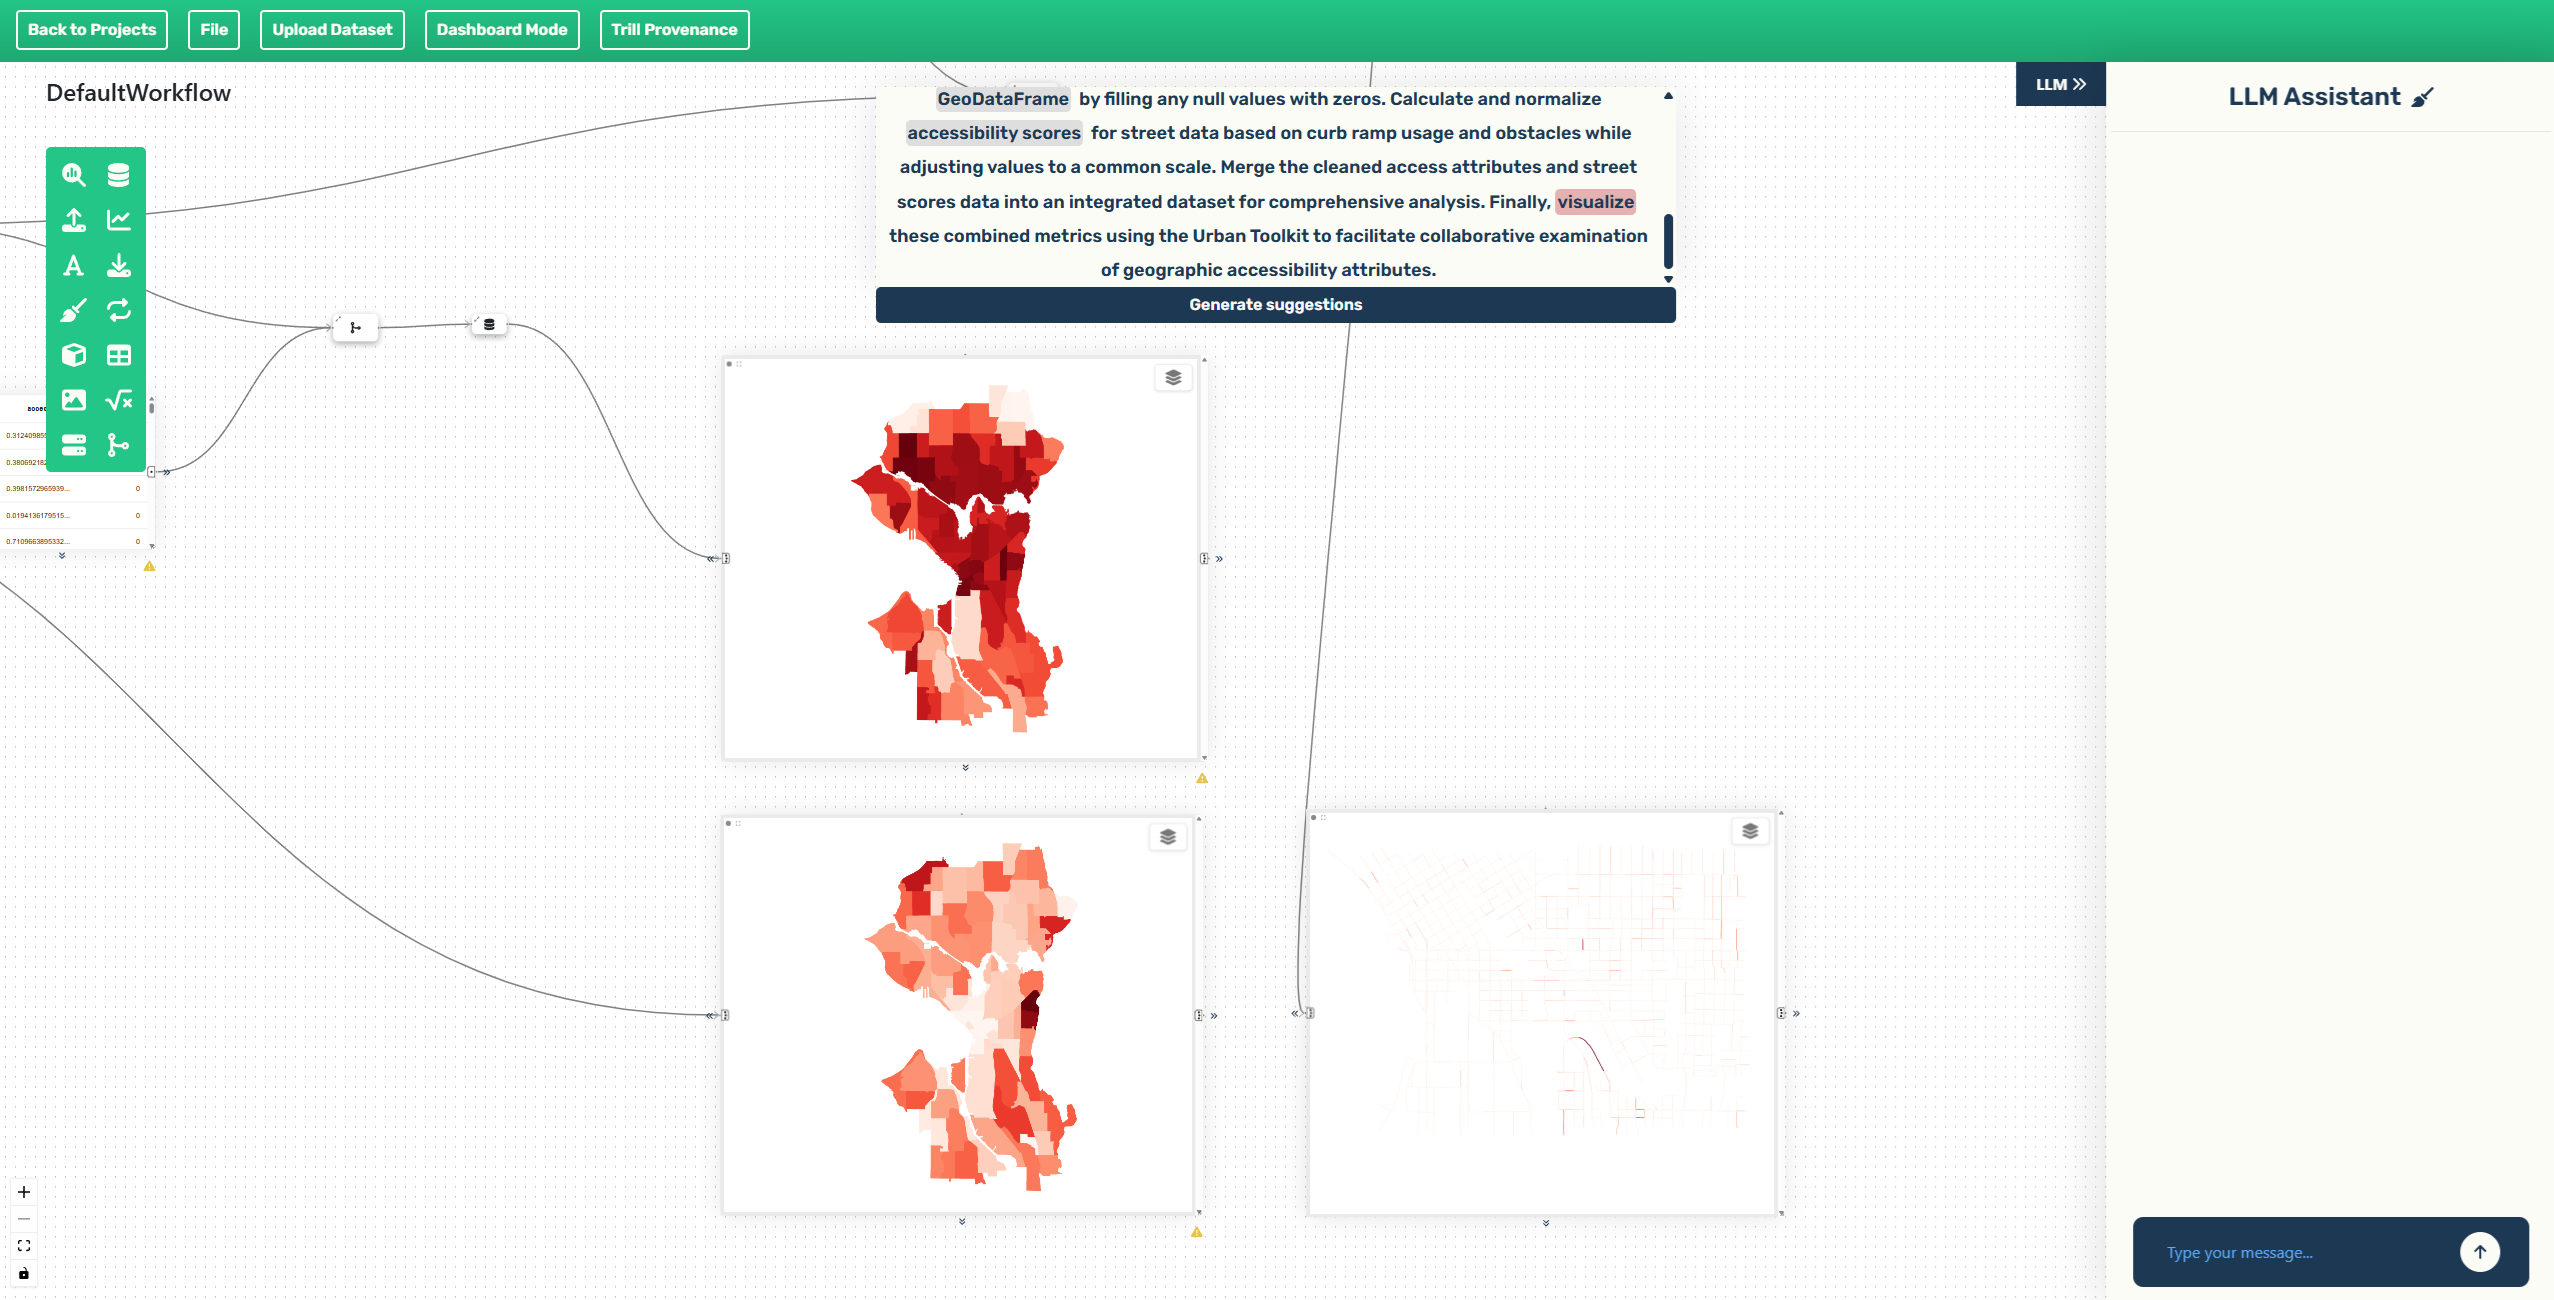 Back to Projects
File
Upload Dataset
Dashboard Mode
Trill Provenance
DefaultWorkflow
GeoDataFrame by filling any null values with zeros. Calculate and normalize
accessibility scores for street data based on curb ramp usage and obstacles while
adjusting values to a common scale. Merge the cleaned access attributes and street
scores data into an integrated dataset for comprehensive analysis. Finally, visualize
these combined metrics using the Urban Toolkit to facilitate collaborative examination
of geographic accessibility attributes.
Generate suggestions
LLM
LLM Assistant
0.3981572965939... 0
0.0194136179515... 0
0.7109663895332... 0
Type your message...